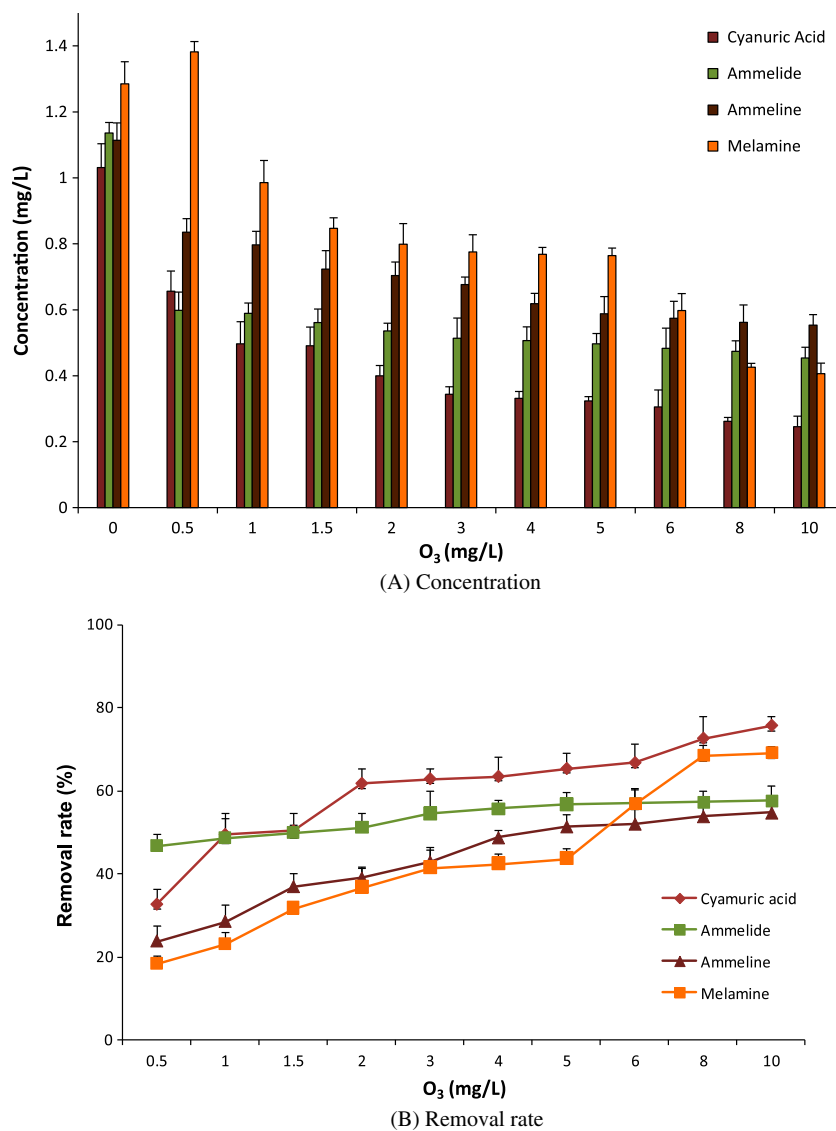 Concentration (mg/L)
1.4
1.2
1
0.8
0.6
0.4
0.2
0
Cyanuric Acid
Ammelide
Ammeline
Melamine
0 0.5 1 1.5 2 3 4 5 6 8 10
O₃ (mg/L)
(A) Concentration
Removal rate (%)
100
80
60
40
20
0
Cyamuric acid
Ammelide
Ammeline
Melamine
0.5 1 1.5 2 3 4 5 6 8 10
O₃ (mg/L)
(B) Removal rate